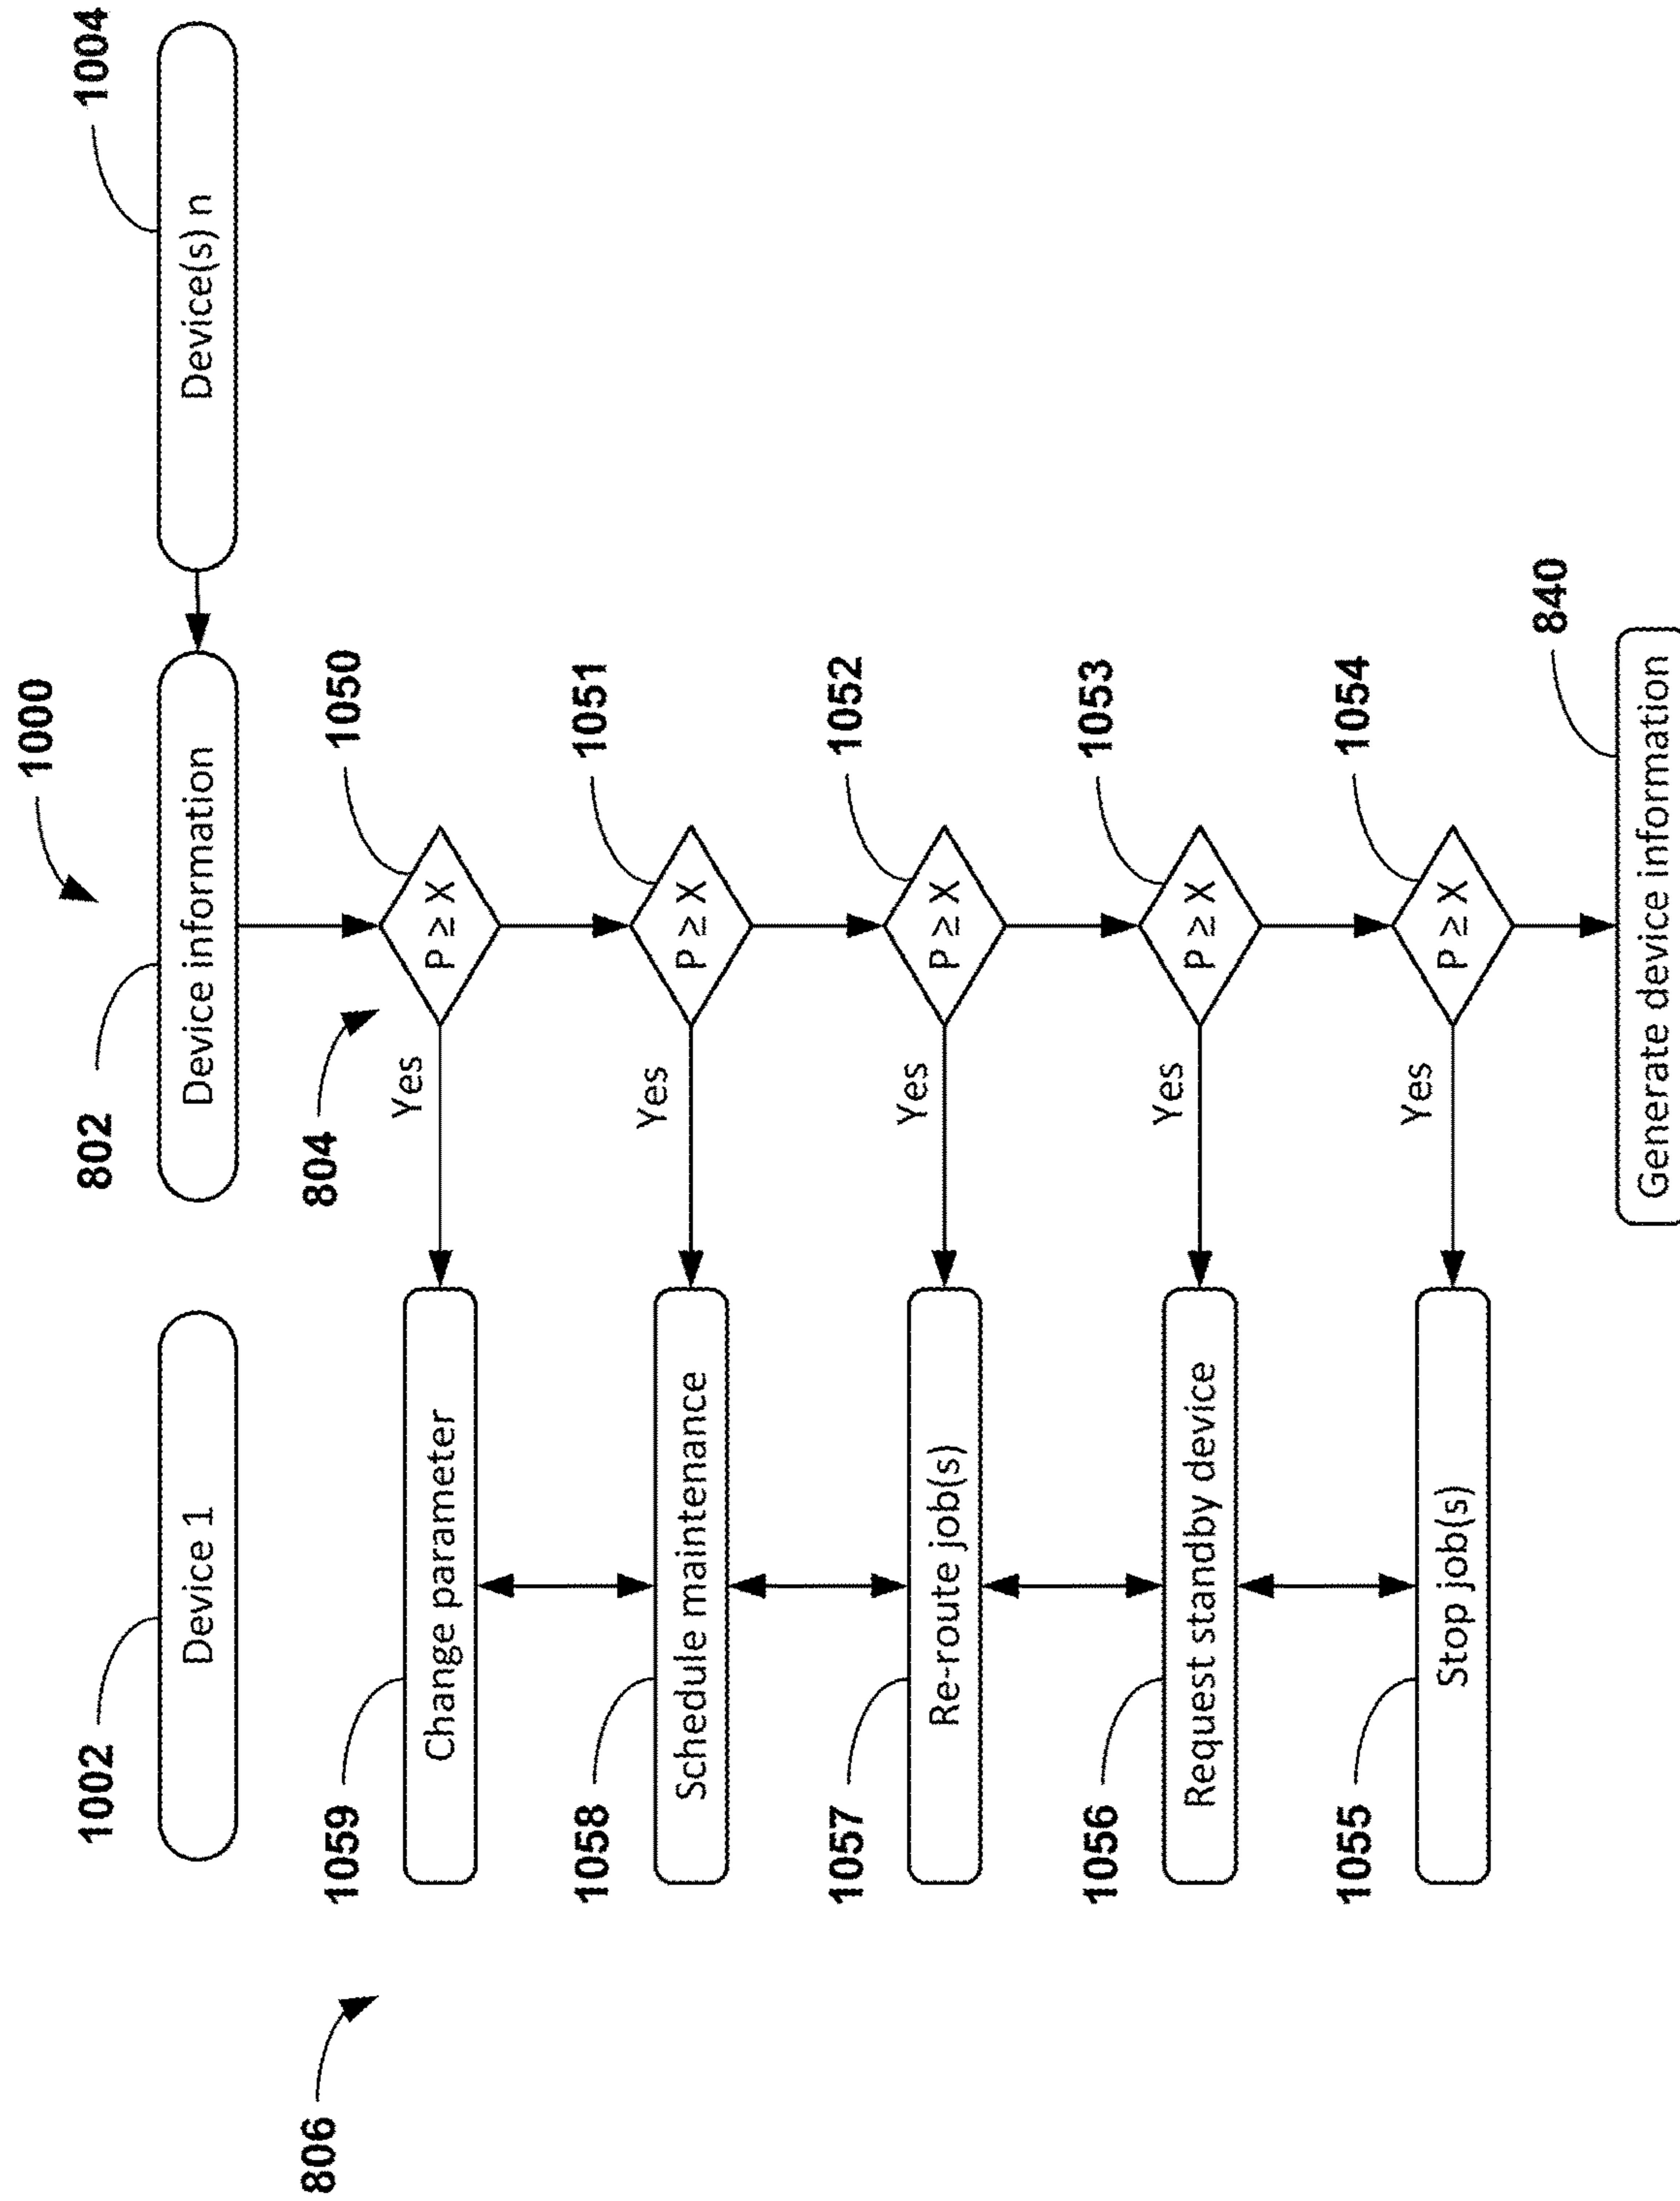 1000
1002
802
1004
Device 1
Device information
Device(s) n
806
804
1059
1050
Change parameter
Yes
P ≥ X
1058
1051
Schedule maintenance
Yes
P ≥ X
1057
1052
Re-route job(s)
Yes
P ≥ X
1056
1053
Request standby device
Yes
P ≥ X
1055
1054
Stop job(s)
Yes
P ≥ X
840
Generate device information